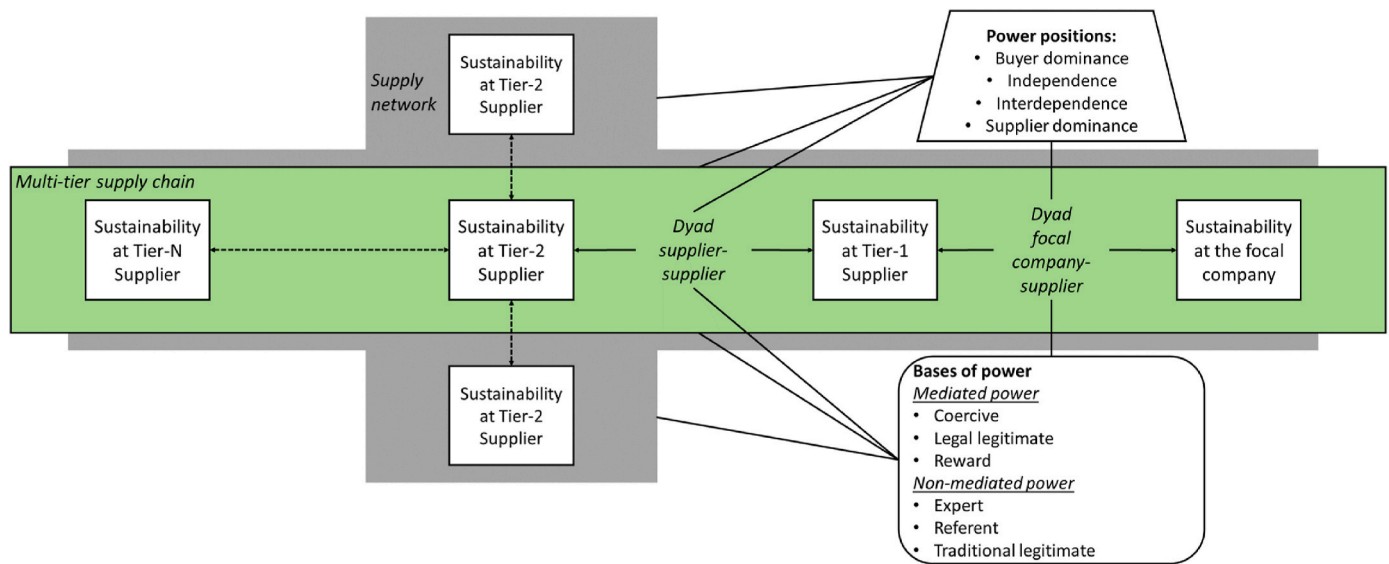 Supply
network
Sustainability
at Tier-2
Supplier
Power positions:
• Buyer dominance
• Independence
• Interdependence
• Supplier dominance
Multi-tier supply chain
Sustainability
at Tier-N
Supplier
Sustainability
at Tier-2
Supplier
Dyad
supplier-
supplier
Sustainability
at Tier-1
Supplier
Dyad
focal
company-
supplier
Sustainability
at the focal
company
Sustainability
at Tier-2
Supplier
Bases of power
Mediated power
• Coercive
• Legal legitimate
• Reward
Non-mediated power
• Expert
• Referent
• Traditional legitimate